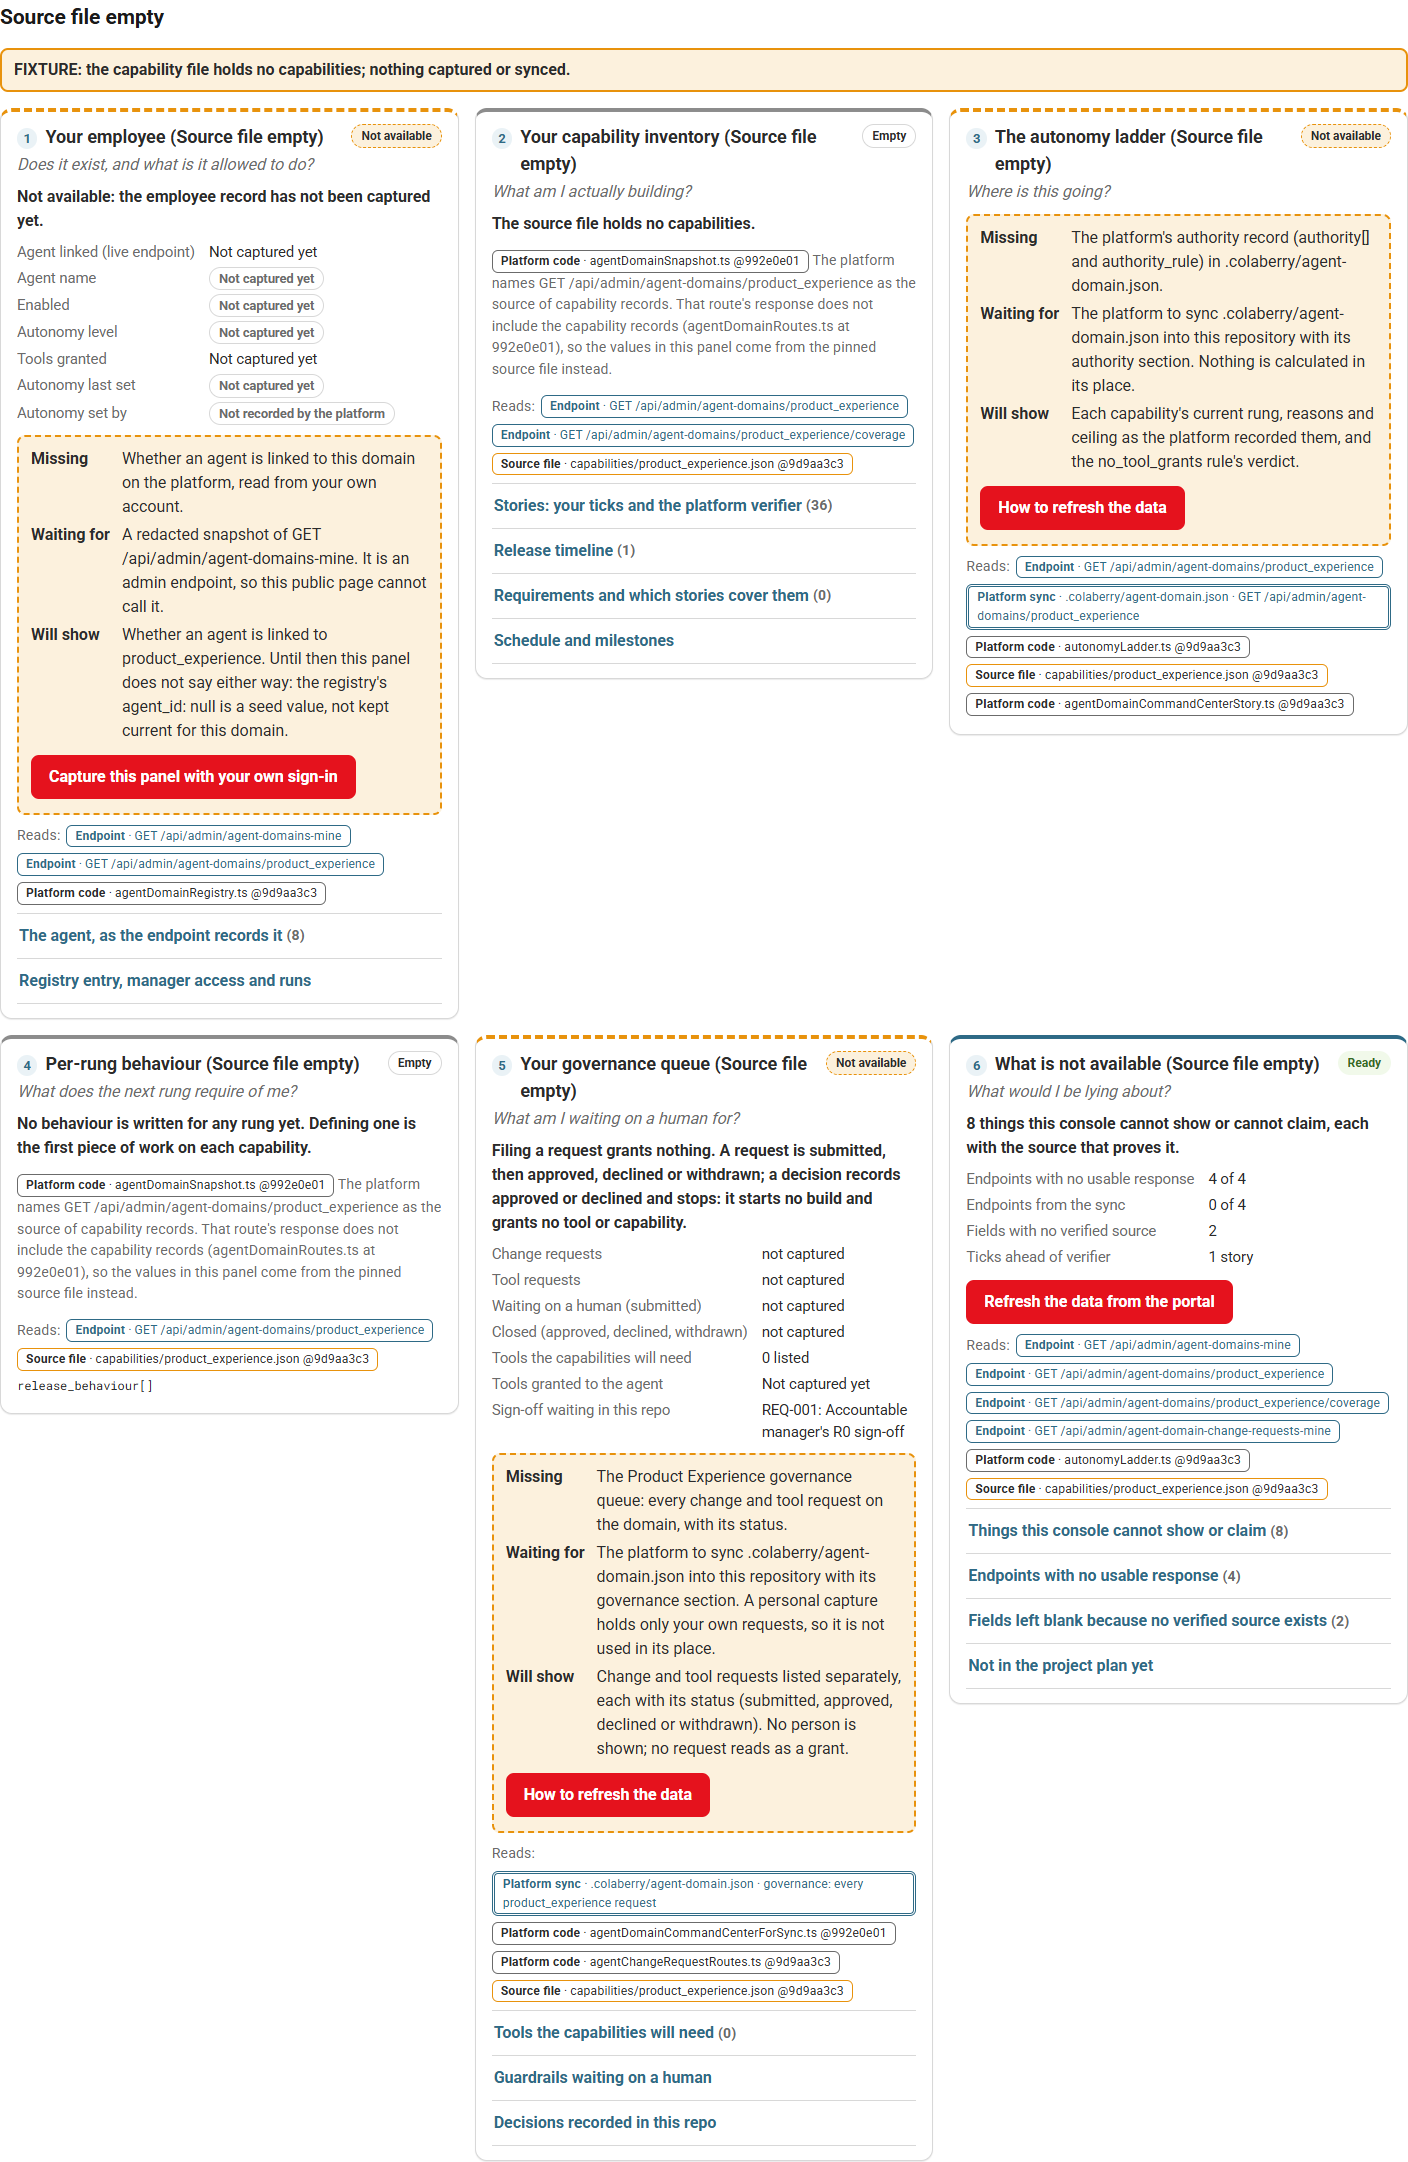 Source file empty
FIXTURE: the capability file holds no capabilities; nothing captured or synced.
1 Your employee (Source file empty) Not available
Does it exist, and what is it allowed to do?
Not available: the employee record has not been captured
yet.
Agent linked (live endpoint) Not captured yet
Agent name Not captured yet
Enabled Not captured yet
Autonomy level Not captured yet
Tools granted Not captured yet
Autonomy last set Not captured yet
Autonomy set by Not recorded by the platform
Missing Whether an agent is linked to this domain
on the platform, read from your own
account.
Waiting for A redacted snapshot of GET
/api/admin/agent-domains-mine. It is an
admin endpoint, so this public page cannot
call it.
Will show Whether an agent is linked to
product_experience. Until then this panel
does not say either way: the registry's
agent_id: null is a seed value, not kept
current for this domain.
Capture this panel with your own sign-in
Reads: Endpoint · GET /api/admin/agent-domains-mine
Endpoint · GET /api/admin/agent-domains/product_experience
Platform code · agentDomainRegistry.ts @9d9aa3c3
The agent, as the endpoint records it (8)
Registry entry, manager access and runs
2 Your capability inventory (Source file Empty
empty)
What am I actually building?
The source file holds no capabilities.
Platform code · agentDomainSnapshot.ts @992e0e01 The platform
names GET /api/admin/agent-domains/product_experience as the
source of capability records. That route's response does not
include the capability records (agentDomainRoutes.ts at
992e0e01), so the values in this panel come from the pinned
source file instead.
Reads: Endpoint · GET /api/admin/agent-domains/product_experience
Endpoint · GET /api/admin/agent-domains/product_experience/coverage
Source file · capabilities/product_experience.json @9d9aa3c3
Stories: your ticks and the platform verifier (36)
Release timeline (1)
Requirements and which stories cover them (0)
Schedule and milestones
3 The autonomy ladder (Source file Not available
empty)
Where is this going?
Missing The platform's authority record (authority[]
and authority_rule) in .colaberry/agent-
domain.json.
Waiting for The platform to sync .colaberry/agent-
domain.json into this repository with its
authority section. Nothing is calculated in
its place.
Will show Each capability's current rung, reasons and
ceiling as the platform recorded them, and
the no_tool_grants rule's verdict.
How to refresh the data
Reads: Endpoint · GET /api/admin/agent-domains/product_experience
Platform sync · .colaberry/agent-domain.json · GET /api/admin/agent-
domains/product_experience
Platform code · autonomyLadder.ts @9d9aa3c3
Source file · capabilities/product_experience.json @9d9aa3c3
Platform code · agentDomainCommandCenterStory.ts @9d9aa3c3
4 Per-rung behaviour (Source file empty) Empty
What does the next rung require of me?
No behaviour is written for any rung yet. Defining one is
the first piece of work on each capability.
Platform code · agentDomainSnapshot.ts @992e0e01 The platform
names GET /api/admin/agent-domains/product_experience as the
source of capability records. That route's response does not
include the capability records (agentDomainRoutes.ts at
992e0e01), so the values in this panel come from the pinned
source file instead.
Reads: Endpoint · GET /api/admin/agent-domains/product_experience
Source file · capabilities/product_experience.json @9d9aa3c3
release_behaviour[]
5 Your governance queue (Source file Not available
empty)
What am I waiting on a human for?
Filing a request grants nothing. A request is submitted,
then approved, declined or withdrawn; a decision records
approved or declined and stops: it starts no build and
grants no tool or capability.
Change requests not captured
Tool requests not captured
Waiting on a human (submitted) not captured
Closed (approved, declined, withdrawn) not captured
Tools the capabilities will need 0 listed
Tools granted to the agent Not captured yet
Sign-off waiting in this repo REQ-001: Accountable
manager's R0 sign-off
Missing The Product Experience governance
queue: every change and tool request on
the domain, with its status.
Waiting for The platform to sync .colaberry/agent-
domain.json into this repository with its
governance section. A personal capture
holds only your own requests, so it is not
used in its place.
Will show Change and tool requests listed separately,
each with its status (submitted, approved,
declined or withdrawn). No person is
shown; no request reads as a grant.
How to refresh the data
Reads:
Platform sync · .colaberry/agent-domain.json · governance: every
product_experience request
Platform code · agentDomainCommandCenterForSync.ts @992e0e01
Platform code · agentChangeRequestRoutes.ts @9d9aa3c3
Source file · capabilities/product_experience.json @9d9aa3c3
Tools the capabilities will need (0)
Guardrails waiting on a human
Decisions recorded in this repo
6 What is not available (Source file empty) Ready
What would I be lying about?
8 things this console cannot show or cannot claim, each
with the source that proves it.
Endpoints with no usable response 4 of 4
Endpoints from the sync 0 of 4
Fields with no verified source 2
Ticks ahead of verifier 1 story
Refresh the data from the portal
Reads: Endpoint · GET /api/admin/agent-domains-mine
Endpoint · GET /api/admin/agent-domains/product_experience
Endpoint · GET /api/admin/agent-domains/product_experience/coverage
Endpoint · GET /api/admin/agent-domain-change-requests-mine
Platform code · autonomyLadder.ts @9d9aa3c3
Source file · capabilities/product_experience.json @9d9aa3c3
Things this console cannot show or claim (8)
Endpoints with no usable response (4)
Fields left blank because no verified source exists (2)
Not in the project plan yet